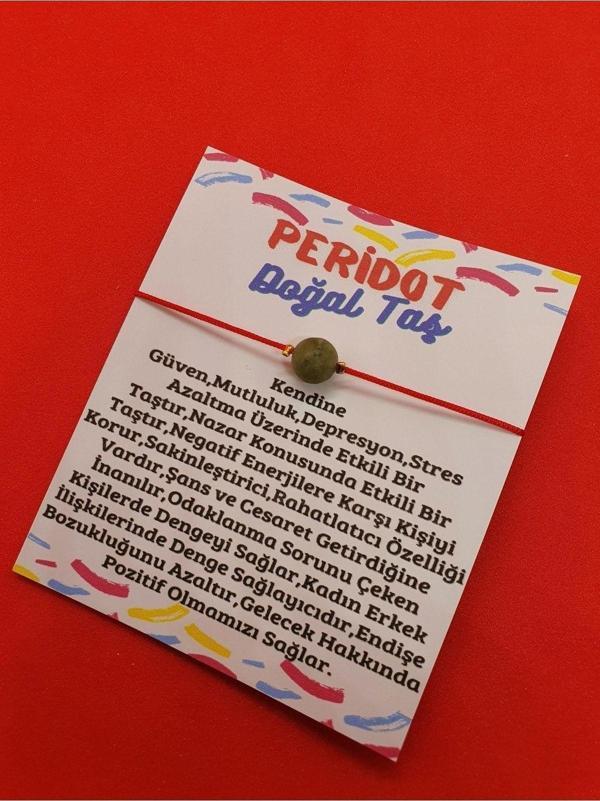 PERİDOT
Doğal Taş
Kendine
Güven,Mutluluk,Depresyon,Stres
Azaltma Üzerinde Etkili Bir
Taştır,Nazar Konusunda Etkili Bir
Taştır,Negatif Enerjilere Karşı Kişiyi
Korur,Sakinleştirici,Rahatlatıcı Özelliği
Vardır,Şans ve Cesaret Getirdiğine
İnanılır,Odaklanma Sorunu Çeken
Kişilerde Dengeyi Sağlar,Kadın Erkek
İlişkilerinde Denge Sağlayıcıdır,Endişe
Bozukluğunu Azaltır,Gelecek Hakkında
Pozitif Olmamızı Sağlar.